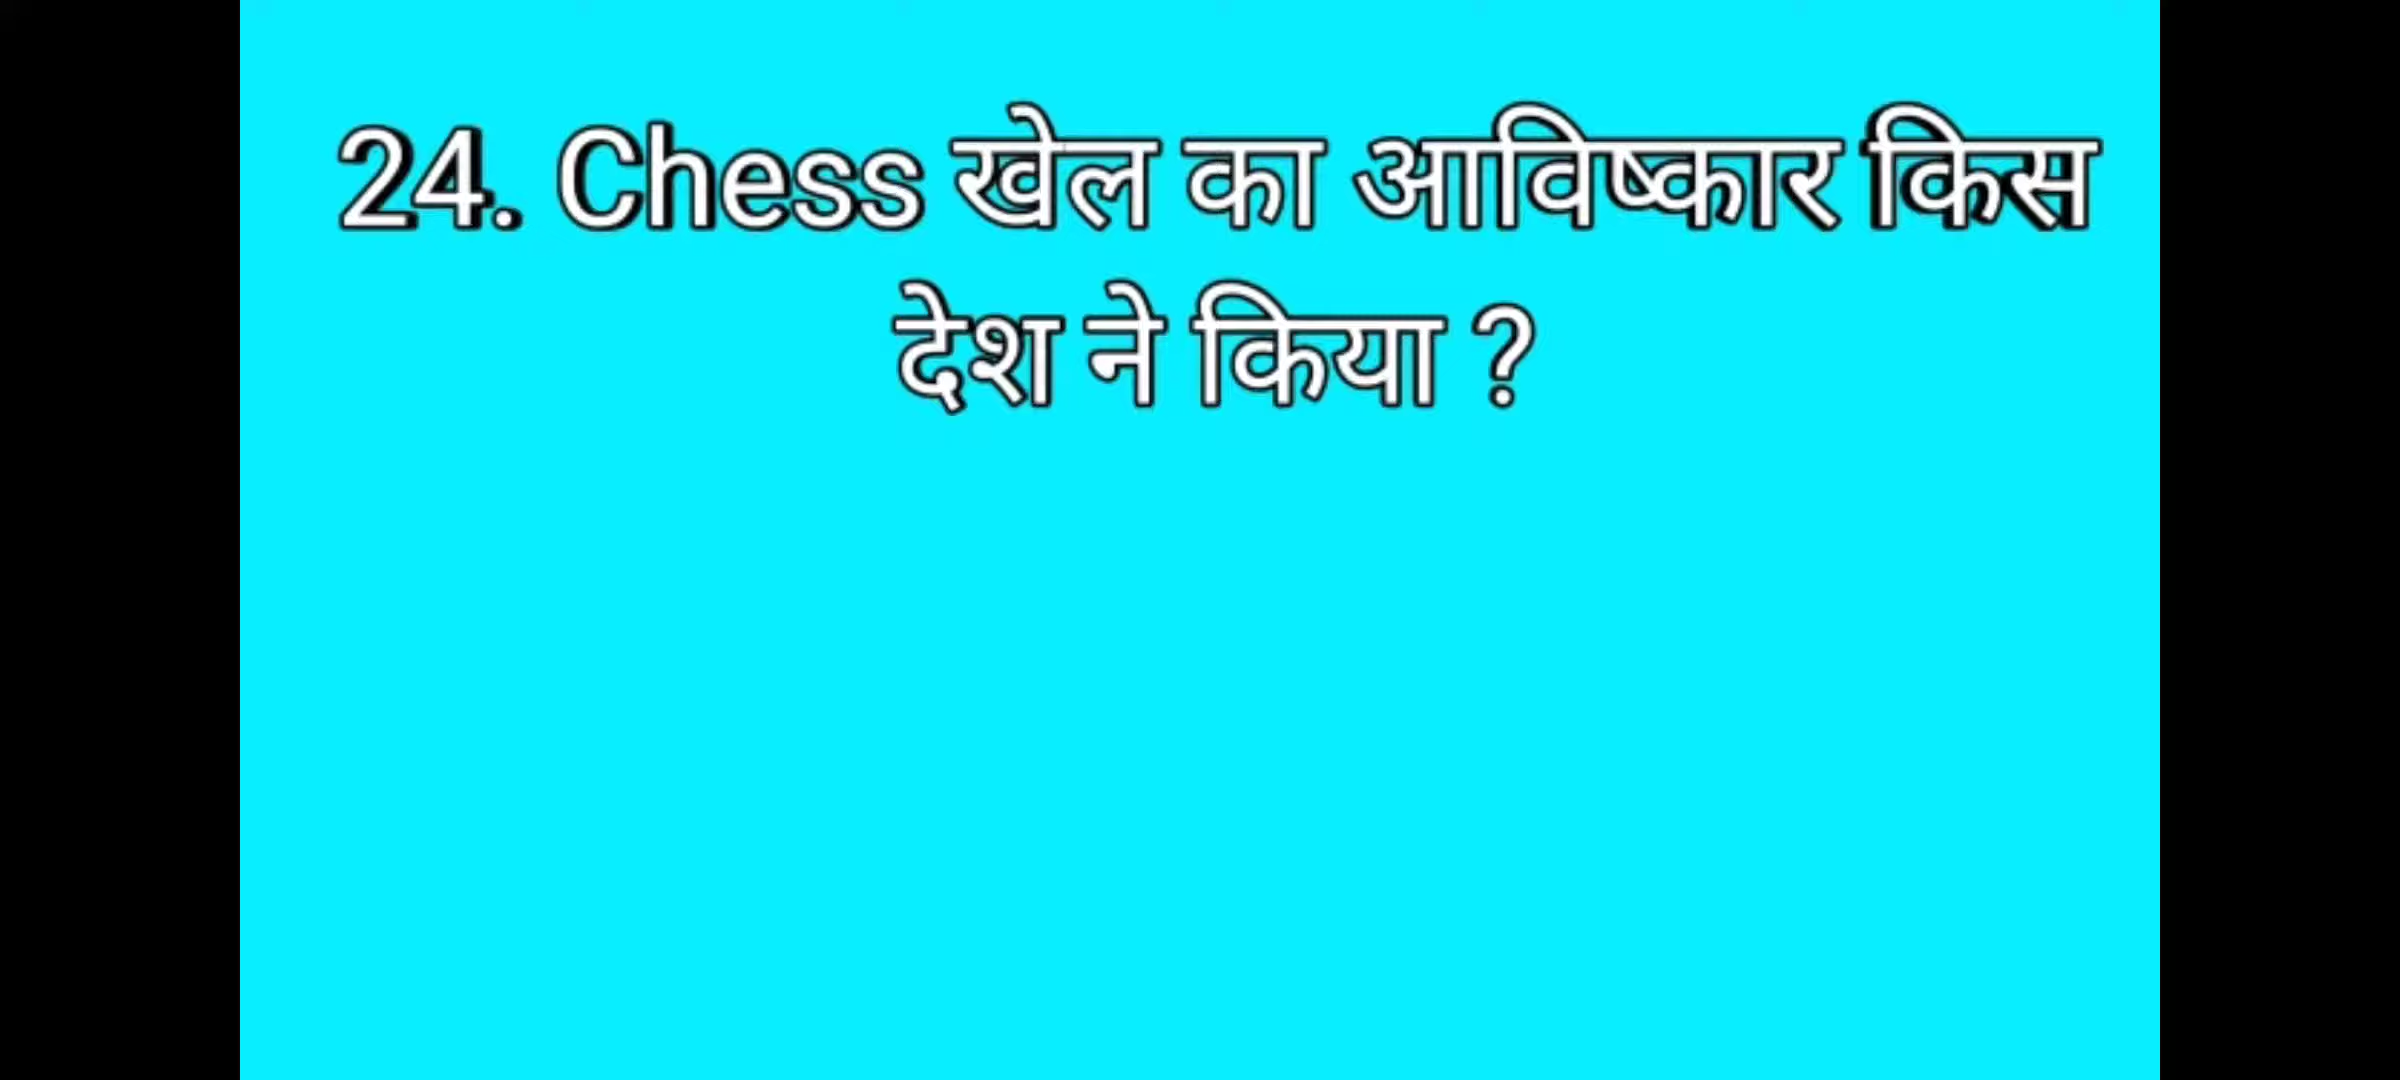 24. Chess खेल का आविष्कार किस
देश ने किया ?